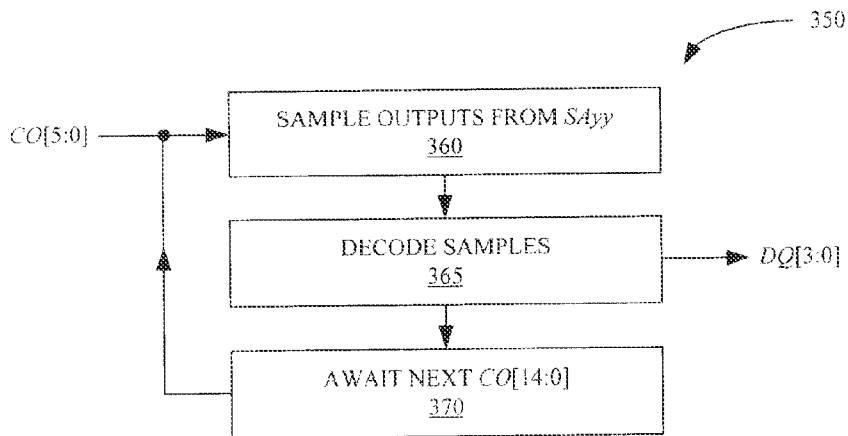 350
CO[5:0]
SAMPLE OUTPUTS FROM SAyy
360
DECODE SAMPLES
365
DQ[3:0]
AWAIT NEXT CO[14:0]
370